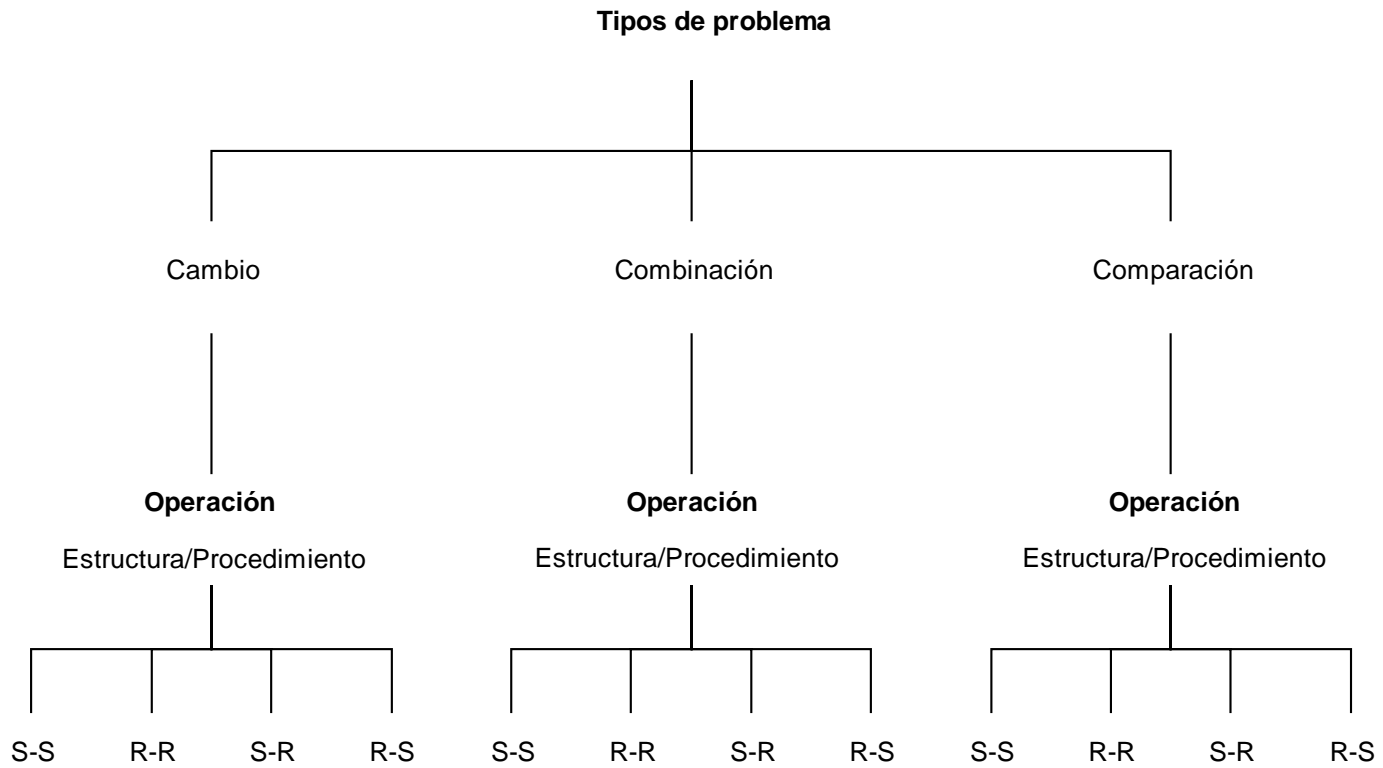 Tipos de problema
Cambio Combinación Comparación
Operación Operación Operación
Estructura/Procedimiento Estructura/Procedimiento Estructura/Procedimiento
S-S R-R S-R R-S S-S R-R S-R R-S S-S R-R S-R R-S